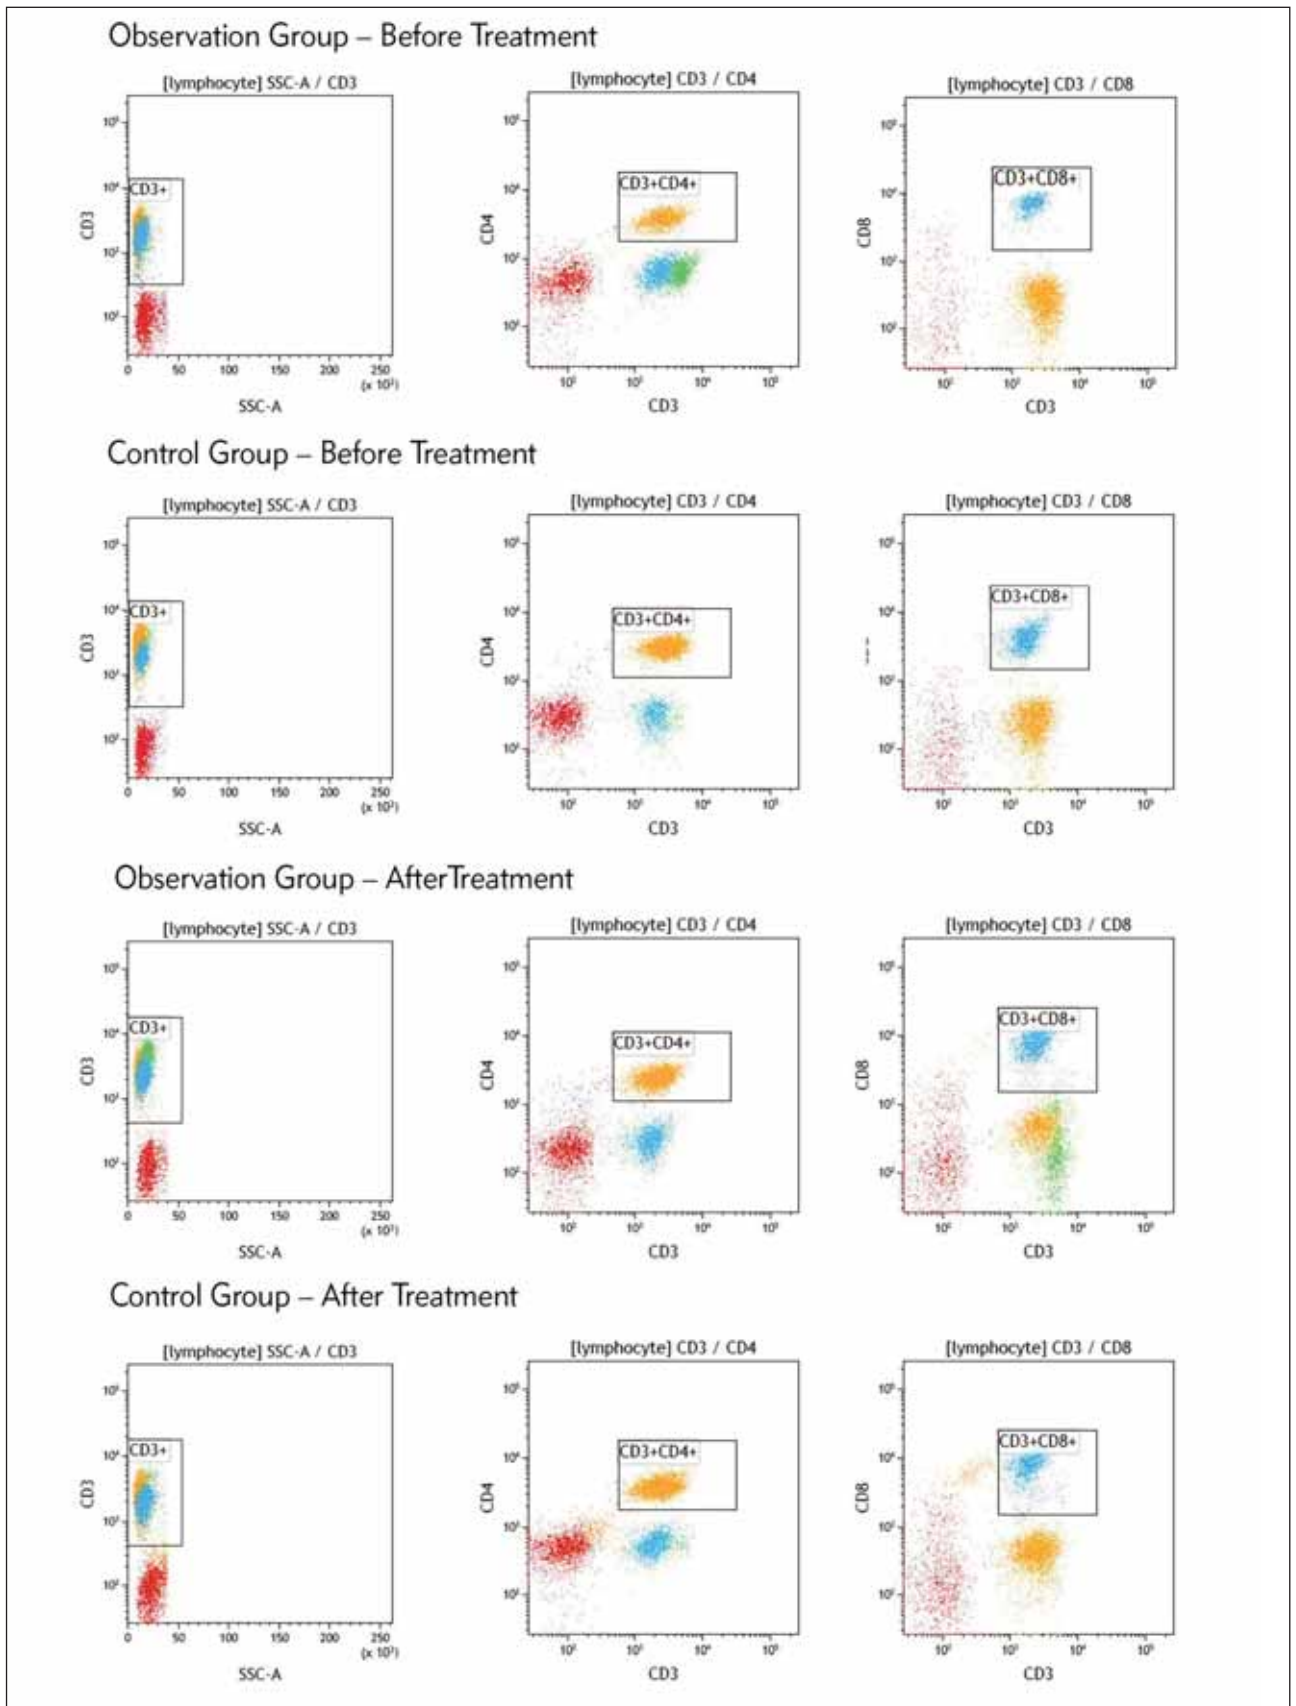 Observation Group – Before Treatment
[lymphocyte] SSC-A / CD3
[lymphocyte] CD3 / CD4
[lymphocyte] CD3 / CD8
CD3+
CD3+CD4+
CD3+CD8+
CD3
CD4
CD8
0 50 100 150 200 250
(x 10³)
SSC-A
CD3
CD3
Control Group – Before Treatment
[lymphocyte] SSC-A / CD3
[lymphocyte] CD3 / CD4
[lymphocyte] CD3 / CD8
CD3+
CD3+CD4+
CD3+CD8+
CD3
CD4
0 50 100 150 200 250
(x 10³)
SSC-A
CD3
CD3
Observation Group – AfterTreatment
[lymphocyte] SSC-A / CD3
[lymphocyte] CD3 / CD4
[lymphocyte] CD3 / CD8
CD3+
CD3+CD4+
CD3+CD8+
CD3
CD4
CD8
0 50 100 150 200 250
(x 10³)
SSC-A
CD3
CD3
Control Group – After Treatment
[lymphocyte] SSC-A / CD3
[lymphocyte] CD3 / CD4
[lymphocyte] CD3 / CD8
CD3+
CD3+CD4+
CD3+CD8+
CD3
CD4
CD8
0 50 100 150 200 250
(x 10³)
SSC-A
CD3
CD3